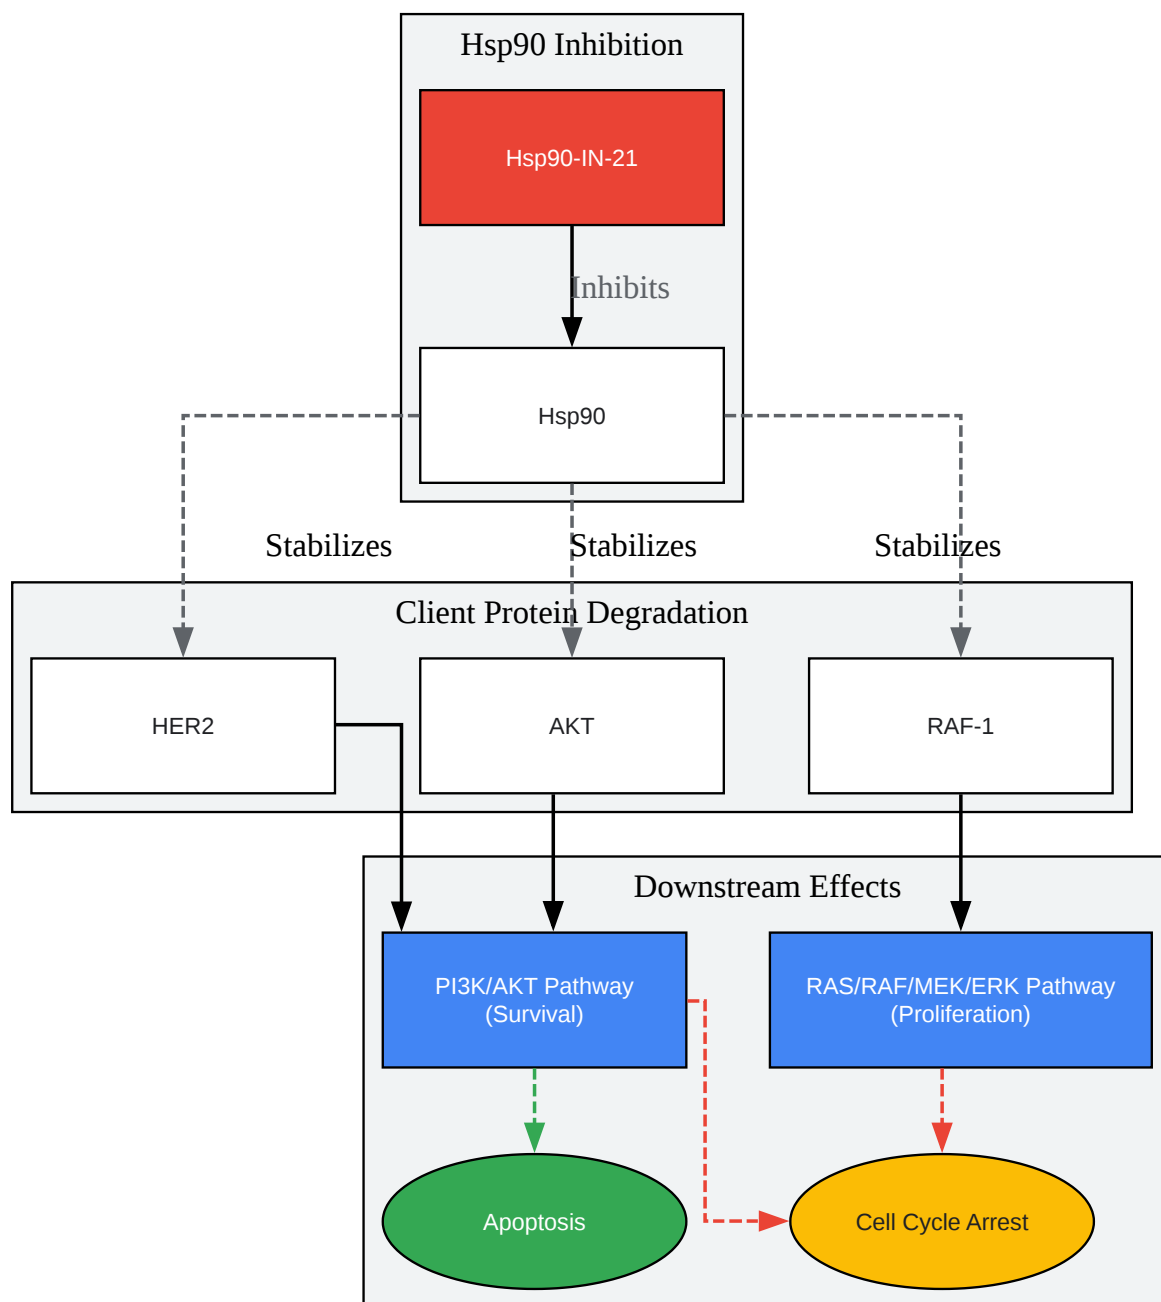 Hsp90 Inhibition
Hsp90-IN-21
Inhibits
Hsp90
Stabilizes
Stabilizes
Stabilizes
Client Protein Degradation
HER2
AKT
RAF-1
Downstream Effects
PI3K/AKT Pathway
(Survival)
RAS/RAF/MEK/ERK Pathway
(Proliferation)
Apoptosis
Cell Cycle Arrest